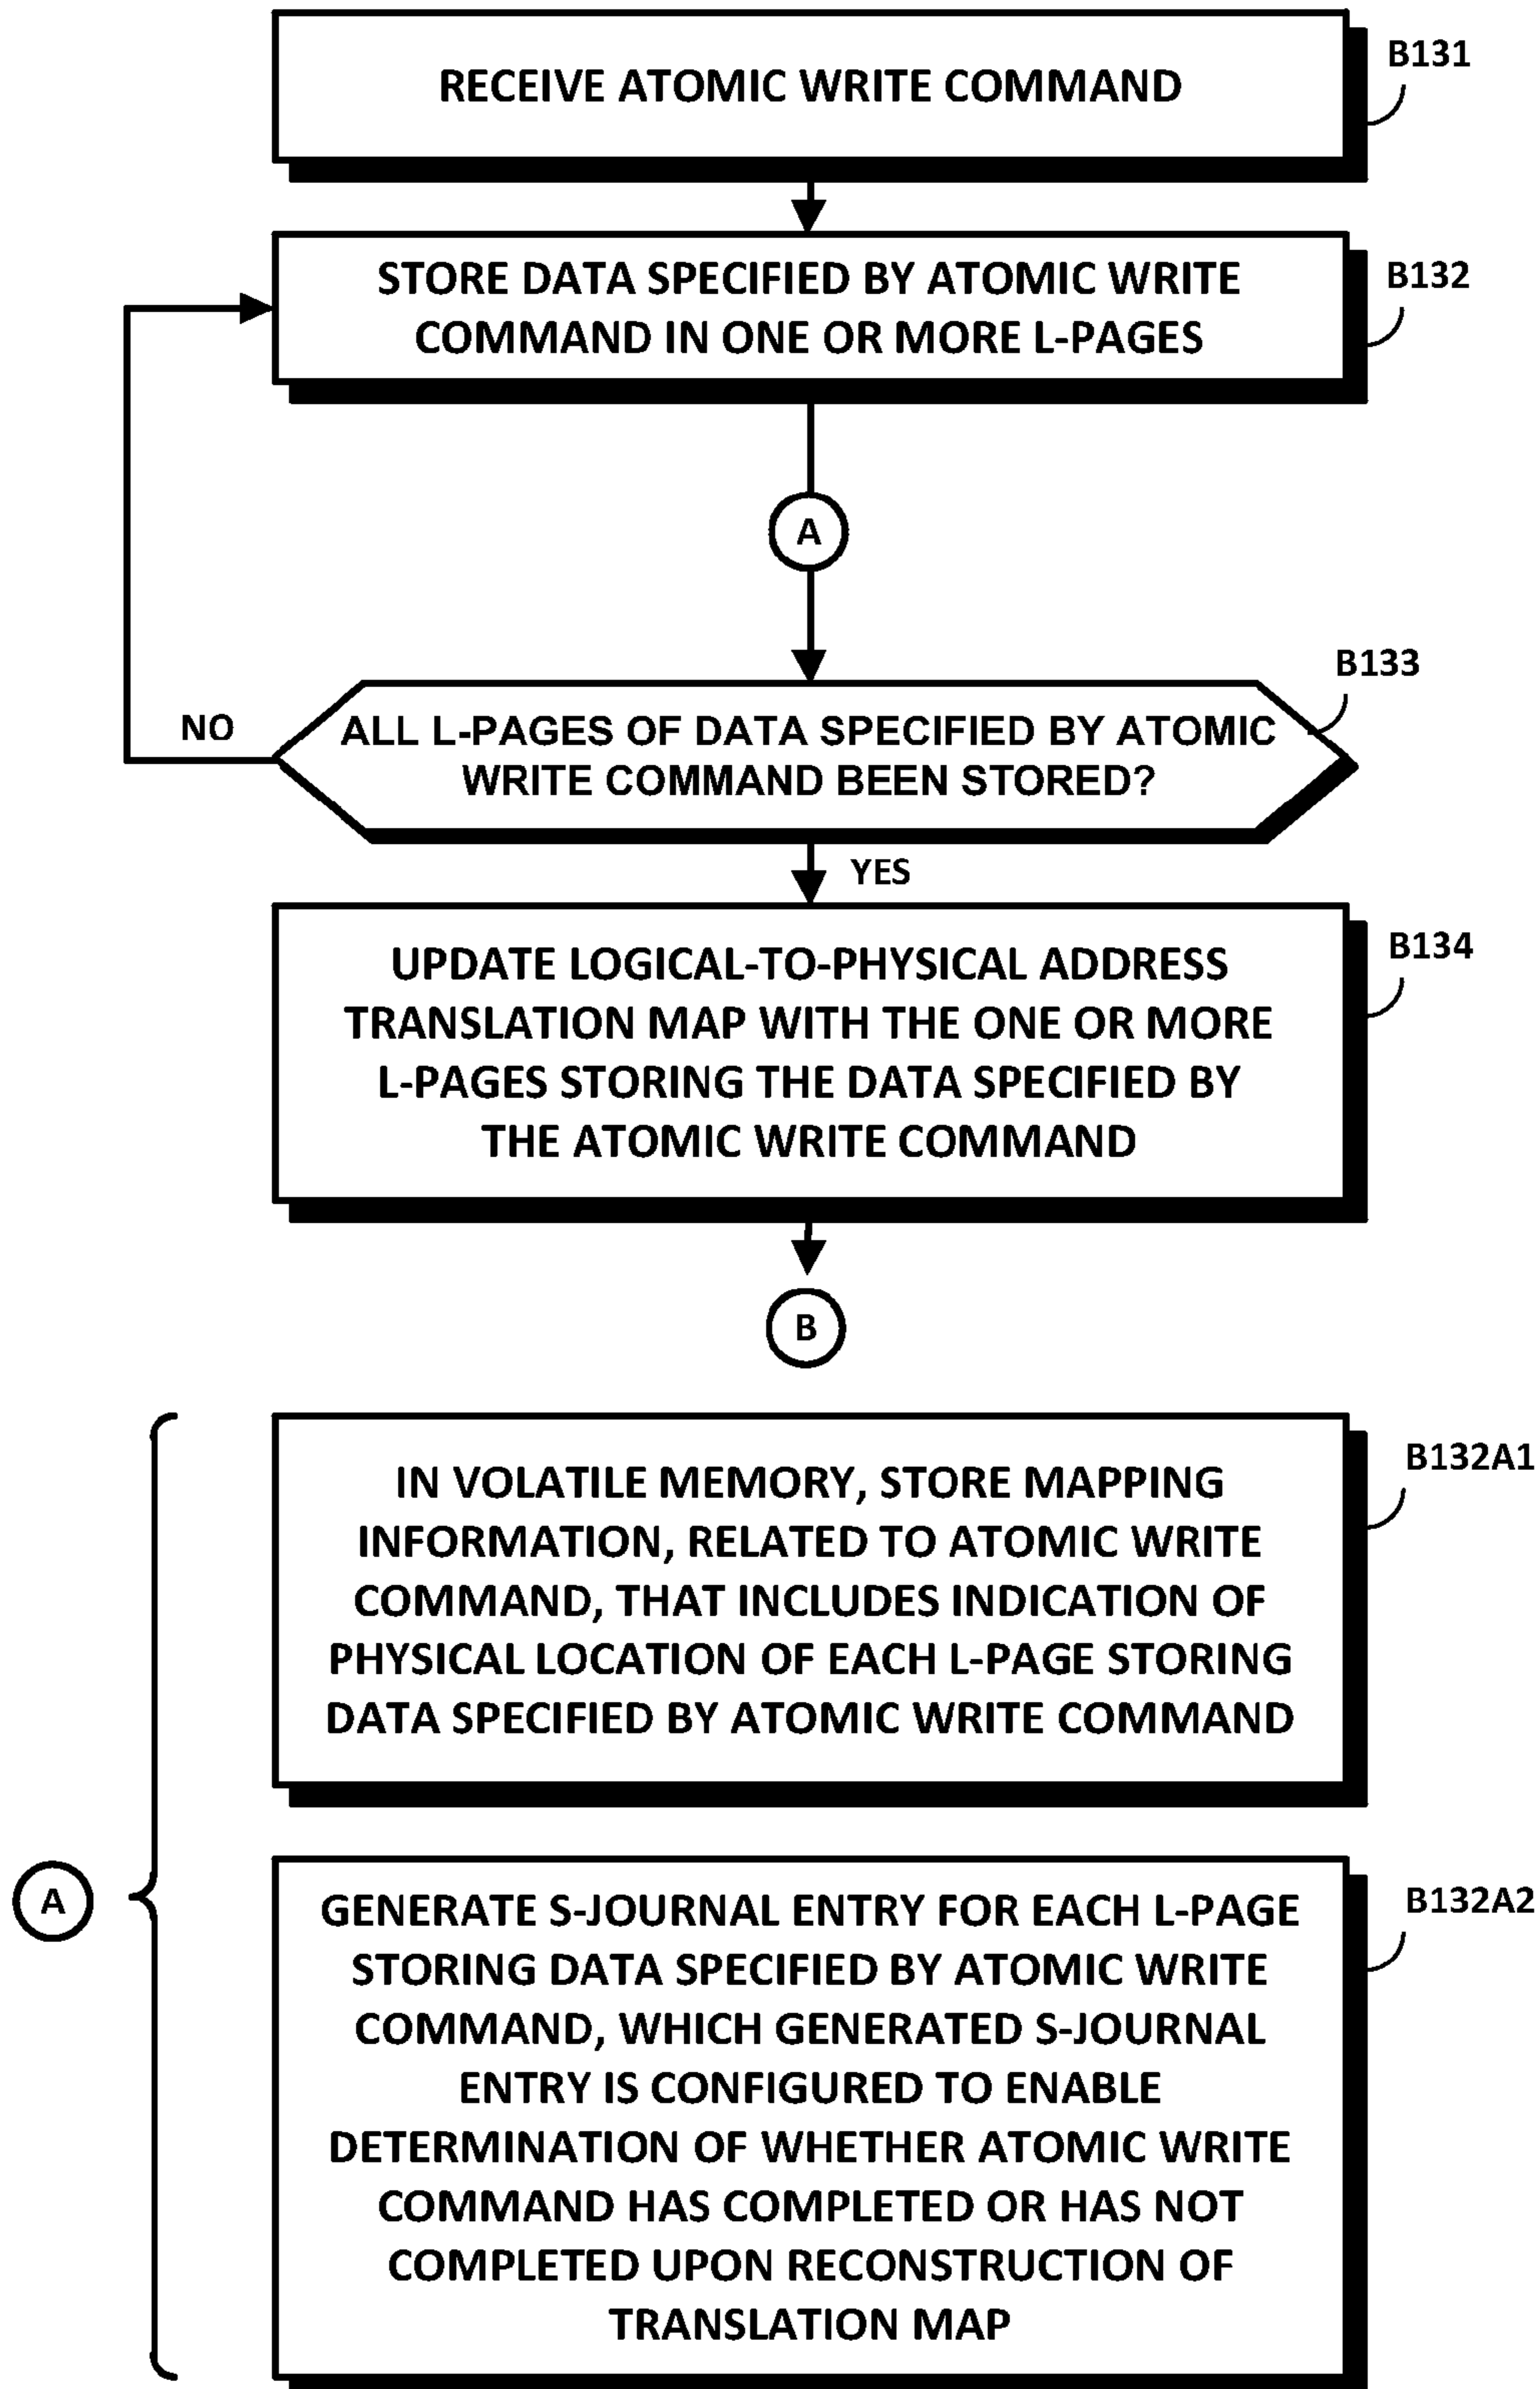 RECEIVE ATOMIC WRITE COMMAND
B131
STORE DATA SPECIFIED BY ATOMIC WRITE
COMMAND IN ONE OR MORE L-PAGES
B132
A
B133
ALL L-PAGES OF DATA SPECIFIED BY ATOMIC
WRITE COMMAND BEEN STORED?
NO
YES
UPDATE LOGICAL-TO-PHYSICAL ADDRESS
TRANSLATION MAP WITH THE ONE OR MORE
L-PAGES STORING THE DATA SPECIFIED BY
THE ATOMIC WRITE COMMAND
B134
B
IN VOLATILE MEMORY, STORE MAPPING
INFORMATION, RELATED TO ATOMIC WRITE
COMMAND, THAT INCLUDES INDICATION OF
PHYSICAL LOCATION OF EACH L-PAGE STORING
DATA SPECIFIED BY ATOMIC WRITE COMMAND
B132A1
A
GENERATE S-JOURNAL ENTRY FOR EACH L-PAGE
STORING DATA SPECIFIED BY ATOMIC WRITE
COMMAND, WHICH GENERATED S-JOURNAL
ENTRY IS CONFIGURED TO ENABLE
DETERMINATION OF WHETHER ATOMIC WRITE
COMMAND HAS COMPLETED OR HAS NOT
COMPLETED UPON RECONSTRUCTION OF
TRANSLATION MAP
B132A2